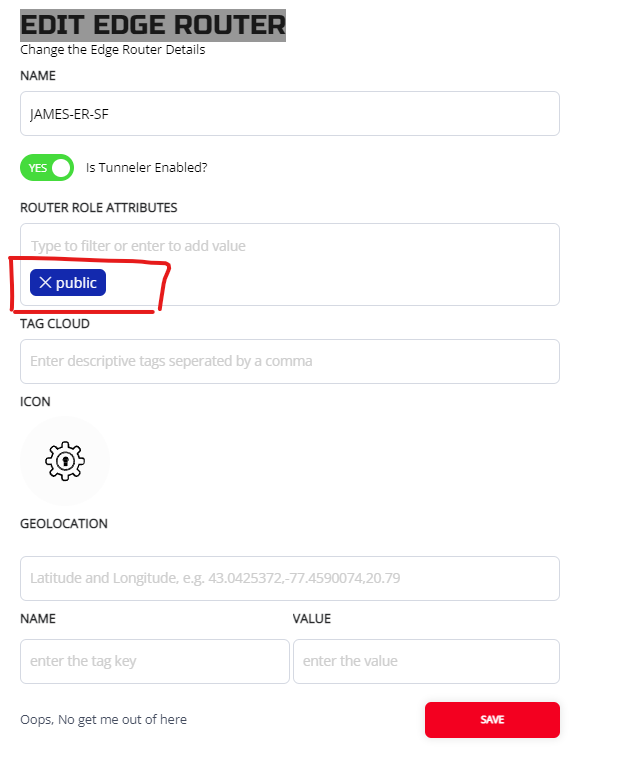 EDIT EDGE ROUTER
Change the Edge Router Details
NAME
JAMES-ER-SF
YES Is Tunneler Enabled?
ROUTER ROLE ATTRIBUTES
Type to filter or enter to add value
× public
TAG CLOUD
Enter descriptive tags seperated by a comma
ICON
GEOLOCATION
Latitude and Longitude, e.g. 43.0425372,-77.4590074,20.79
NAME VALUE
enter the tag key enter the value
Oops, No get me out of here SAVE